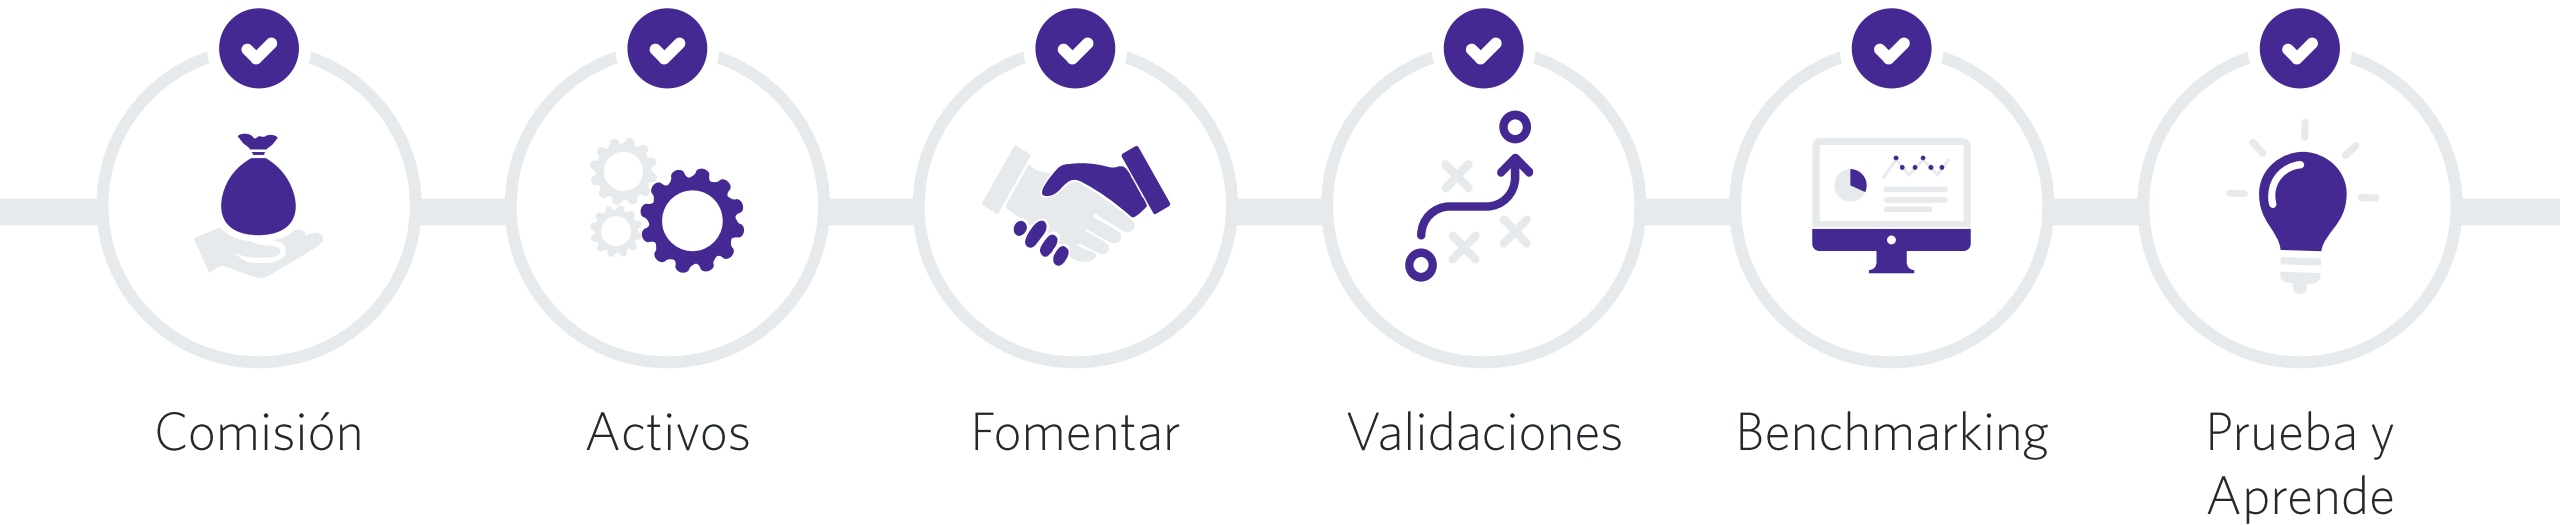 Comisión
Activos
Fomentar
Validaciones
Benchmarking
Prueba y
Aprende